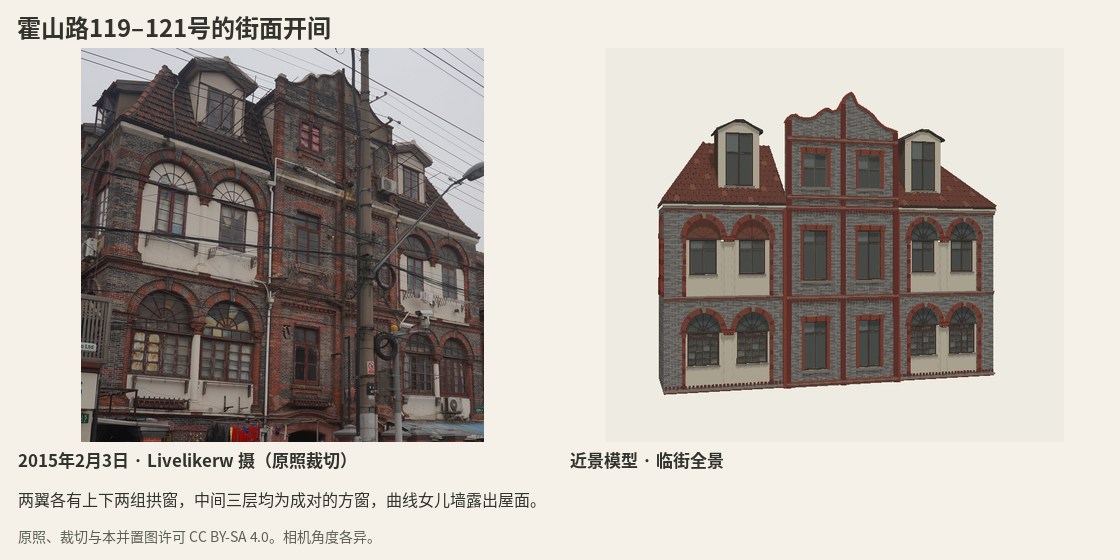 霍山路119–121号的街面开间
2015年2月3日 · Livelikerw 摄（原照裁切）
近景模型 · 临街全景
两翼各有上下两组拱窗，中间三层均为成对的方窗，曲线女儿墙露出屋面。
原照、裁切与本并置图许可 CC BY-SA 4.0。相机角度各异。